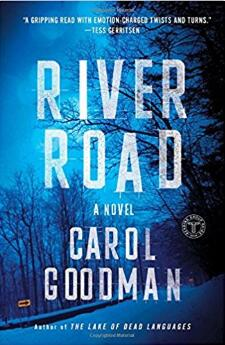 "A GRIPPING READ WITH EMOTION-CHARGED TWISTS AND TURNS."
—TESS GERRITSEN
RIVER
ROAD
A NOVEL
CAROL
GOODMAN
Author of THE LAKE OF DEAD LANGUAGES